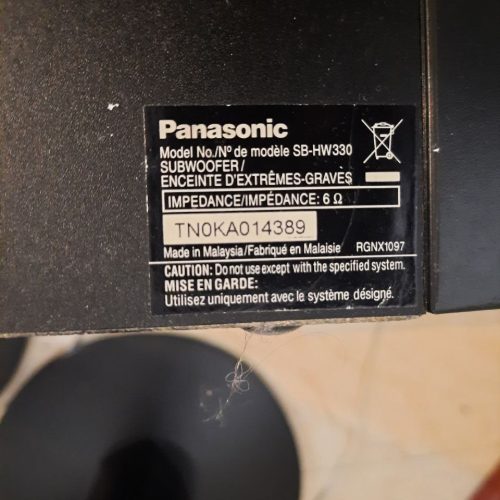 Panasonic
Model No./Nº de modèle SB-HW330
SUBWOOFER/
ENCEINTE D'EXTRÊMES-GRAVES
IMPEDANCE/IMPÉDANCE: 6 Ω
TN0KA014389
Made in Malaysia/Fabriqué en Malaisie RGNX1097
CAUTION: Do not use except with the specified system.
MISE EN GARDE:
Utilisez uniquement avec le système désigné.